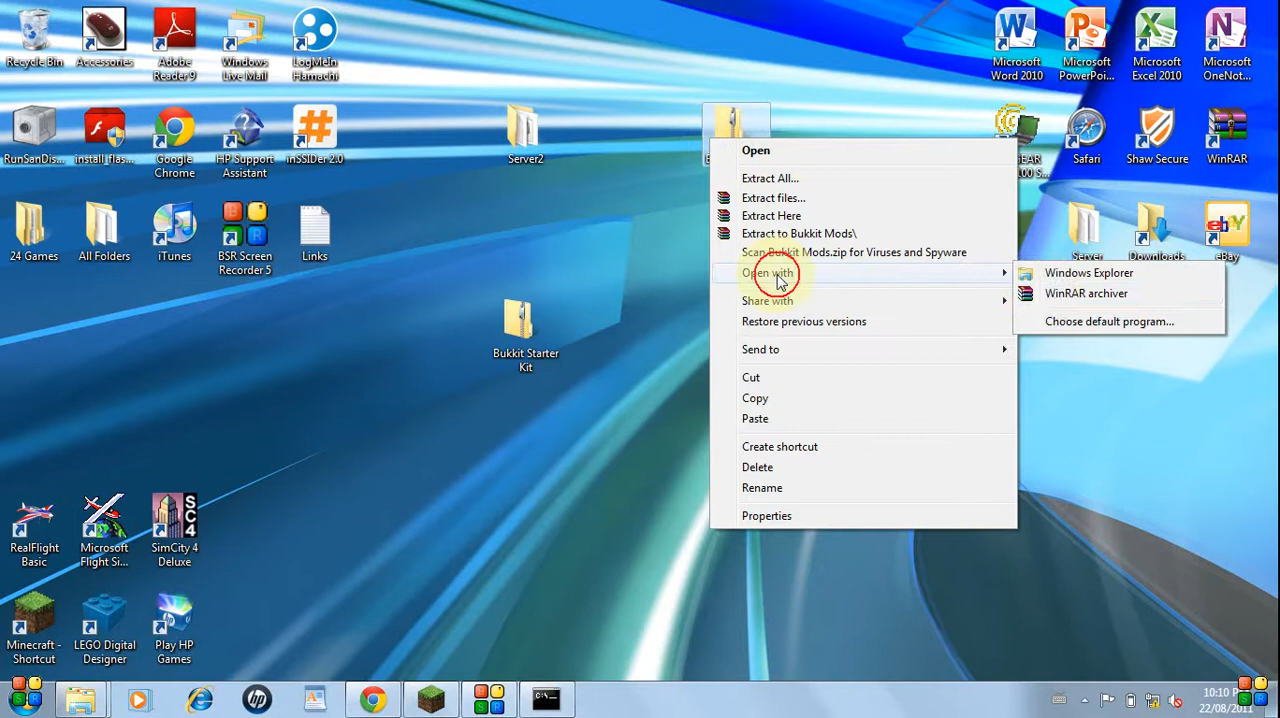 Recycle Bin
Accessories
Adobe
Reader 9
Windows
Live Mail
LogMeIn
Hamachi
Microsoft
Word 2010
Microsoft
PowerPoi...
Microsoft
Excel 2010
Microsoft
OneNot...
RunSanDis...
install_flas...
Google
Chrome
HP Support
Assistant
inSSIDer 2.0
Server2
Safari
Shaw Secure
WinRAR
24 Games
All Folders
iTunes
BSR Screen
Recorder 5
Links
Server
Downloads
eBay
Bukkit Starter
Kit
Open
Extract All...
Extract files...
Extract Here
Extract to Bukkit Mods\
Scan Bukkit Mods.zip for Viruses and Spyware
Open with
Share with
Restore previous versions
Send to
Cut
Copy
Paste
Create shortcut
Delete
Rename
Properties
Windows Explorer
WinRAR archiver
Choose default program...
RealFlight
Basic
Microsoft
Flight Si...
SC4
SimCity 4
Deluxe
Minecraft -
Shortcut
LEGO Digital
Designer
Play HP
Games
10:10 P
22/08/2011